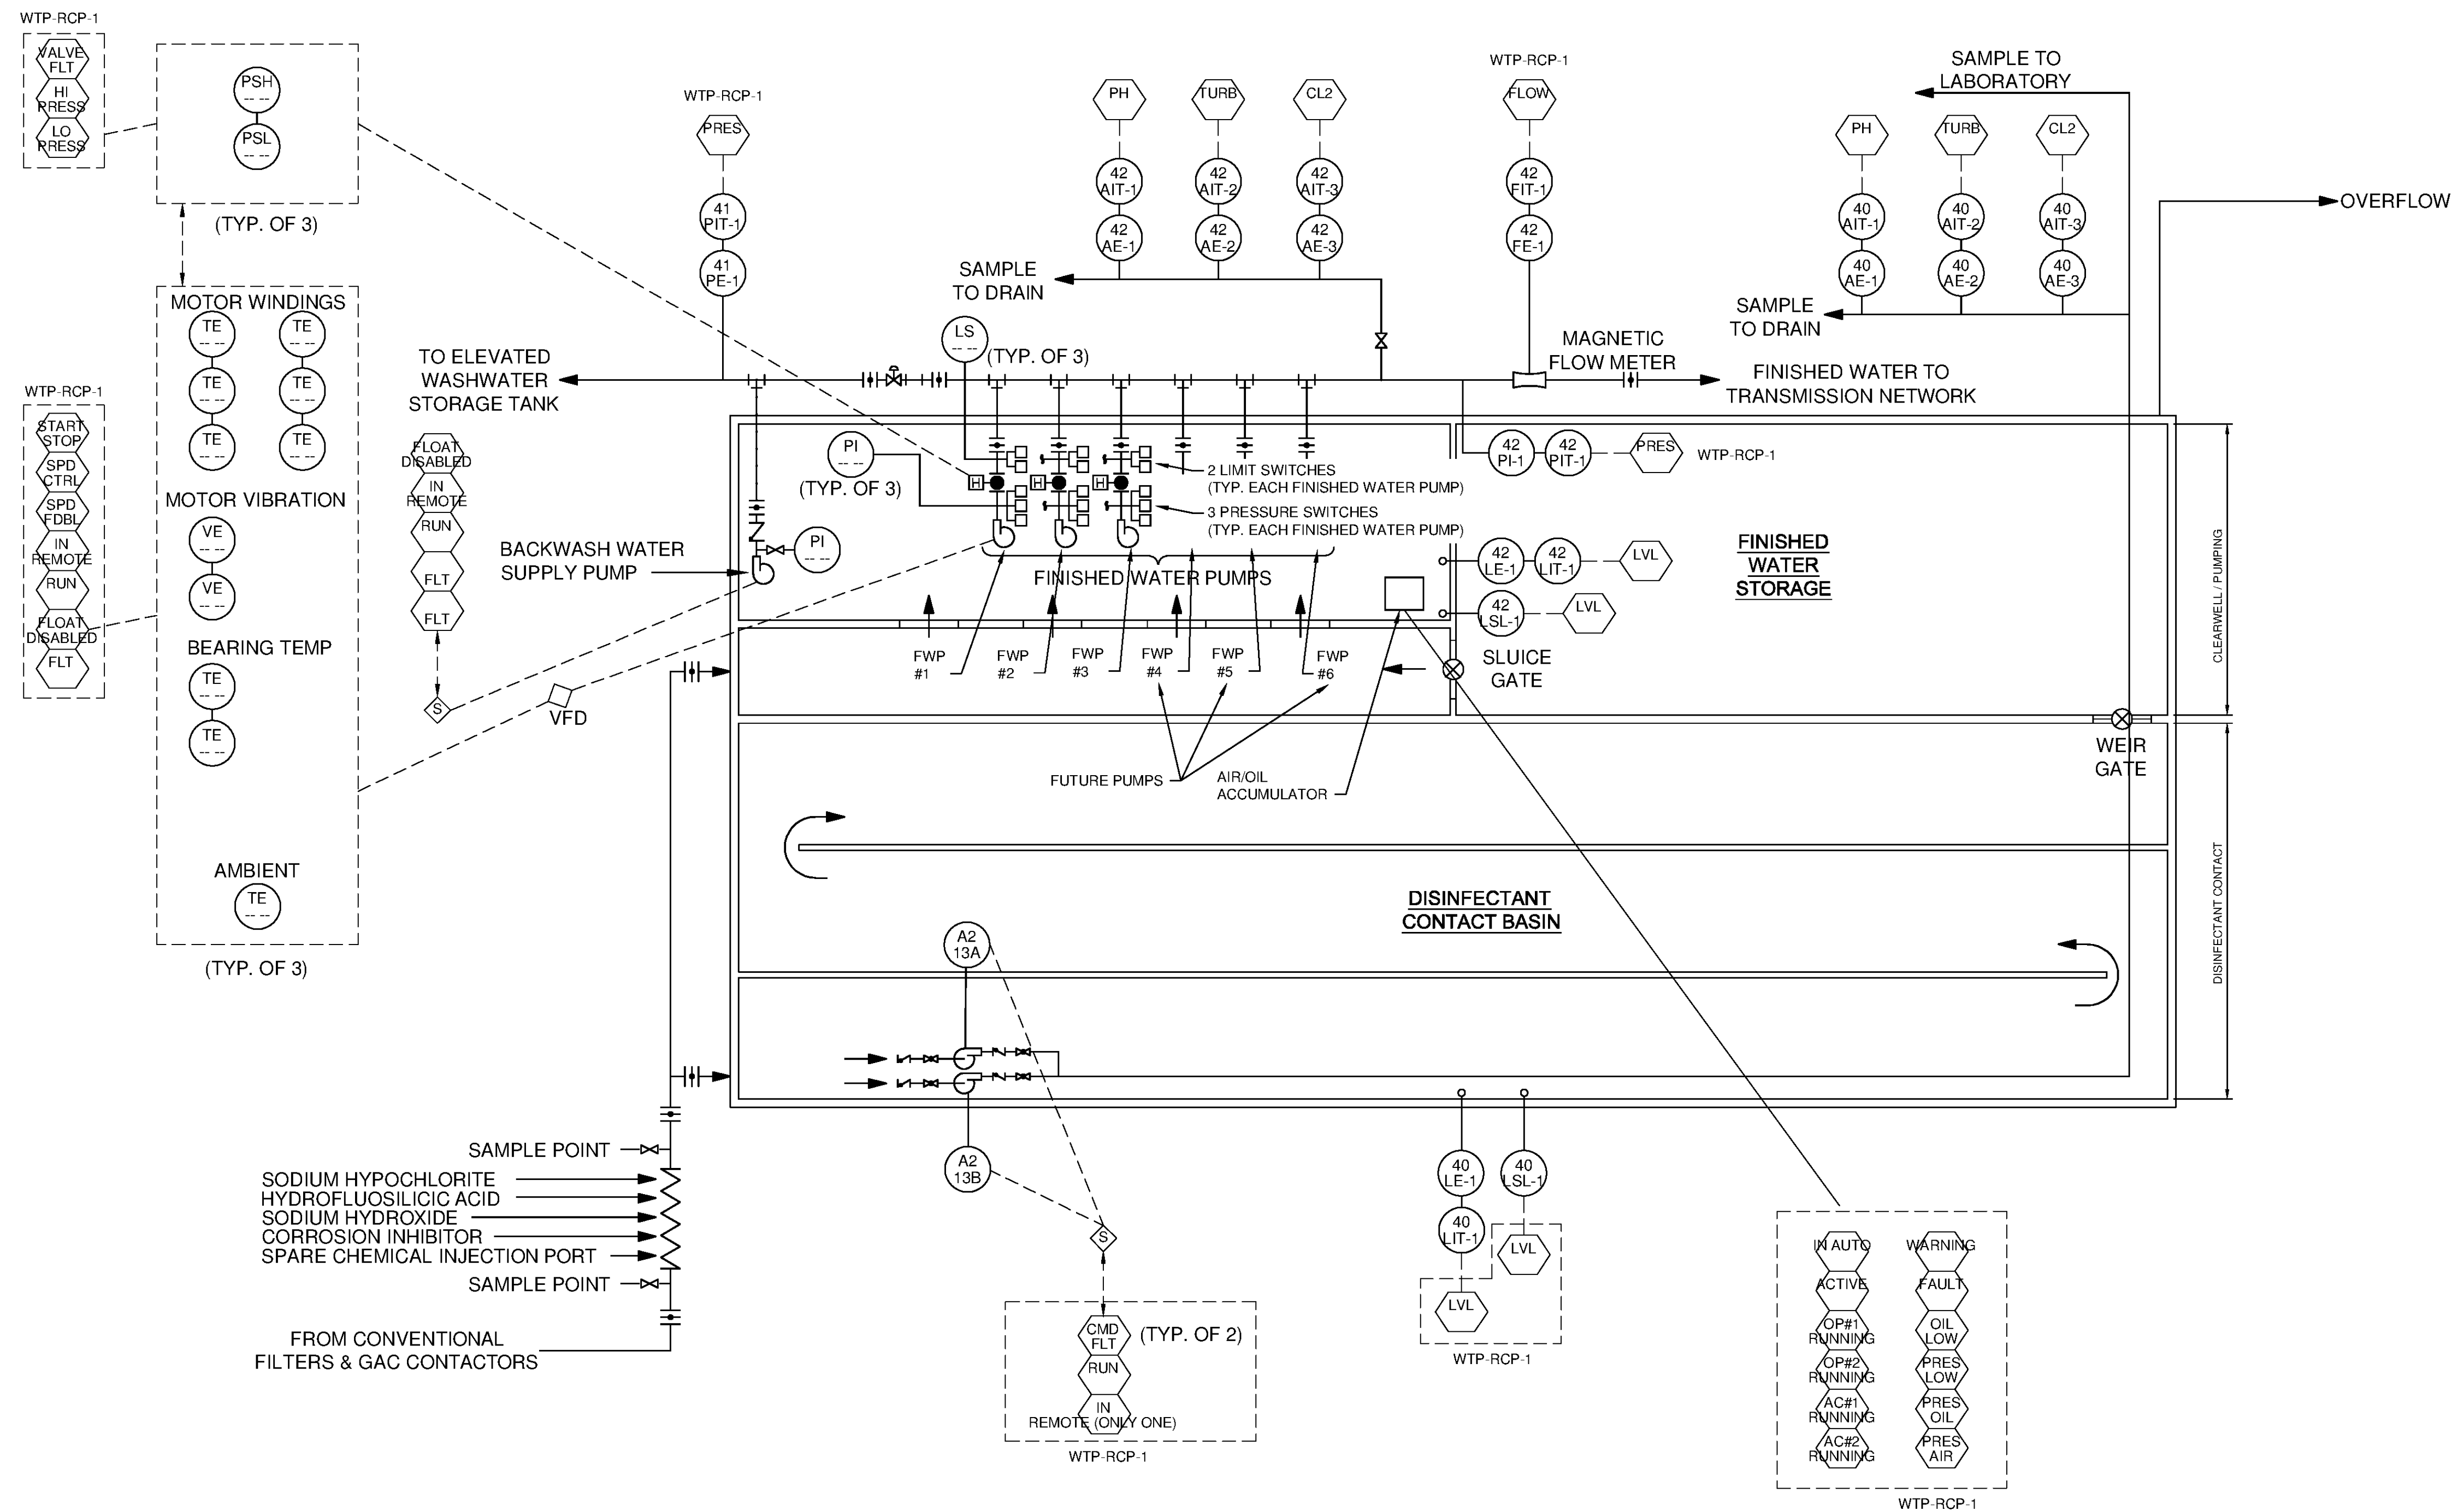 WTP-RCP-1
VALVE
FLT
HI
PRESS
LO
PRESS
PSH
-- --
PSL
-- --
(TYP. OF 3)
MOTOR WINDINGS
TE
-- --
TE
-- --
TE
-- --
TE
-- --
TE
-- --
TE
-- --
MOTOR VIBRATION
VE
-- --
VE
-- --
BEARING TEMP
TE
-- --
TE
-- --
AMBIENT
TE
-- --
(TYP. OF 3)
WTP-RCP-1
START
STOP
SPD
CTRL
SPD
FDBL
IN
REMOTE
RUN
FLOAT
DISABLED
FLT
FLOAT
DISABLED
IN
REMOTE
RUN
FLT
FLT
S
VFD
WTP-RCP-1
PRES
41
PIT-1
41
PE-1
TO ELEVATED
WASHWATER
STORAGE TANK
PH
TURB
CL2
42
AIT-1
42
AIT-2
42
AIT-3
42
AE-1
42
AE-2
42
AE-3
SAMPLE
TO DRAIN
LS
-- --
(TYP. OF 3)
WTP-RCP-1
FLOW
42
FIT-1
42
FE-1
MAGNETIC
FLOW METER
FINISHED WATER TO
TRANSMISSION NETWORK
SAMPLE TO
LABORATORY
PH
TURB
CL2
40
AIT-1
40
AIT-2
40
AIT-3
40
AE-1
40
AE-2
40
AE-3
SAMPLE
TO DRAIN
OVERFLOW
PI
-- --
(TYP. OF 3)
H
H
H
2 LIMIT SWITCHES
(TYP. EACH FINISHED WATER PUMP)
3 PRESSURE SWITCHES
(TYP. EACH FINISHED WATER PUMP)
42
PI-1
42
PIT-1
PRES
WTP-RCP-1
BACKWASH WATER
SUPPLY PUMP
PI
-- --
FINISHED WATER PUMPS
42
LE-1
42
LIT-1
LVL
42
LSL-1
LVL
FINISHED
WATER
STORAGE
CLEARWELL / PUMPING
FWP
#1
FWP
#2
FWP
#3
FWP
#4
FWP
#5
FWP
#6
SLUICE
GATE
WEIR
GATE
FUTURE PUMPS
AIR/OIL
ACCUMULATOR
DISINFECTANT
CONTACT BASIN
DISINFECTANT CONTACT
A2
13A
A2
13B
SAMPLE POINT
SODIUM HYPOCHLORITE
HYDROFLUOSILICIC ACID
SODIUM HYDROXIDE
CORROSION INHIBITOR
SPARE CHEMICAL INJECTION PORT
SAMPLE POINT
FROM CONVENTIONAL
FILTERS & GAC CONTACTORS
S
CMD
FLT
(TYP. OF 2)
RUN
IN
REMOTE (ONLY ONE)
WTP-RCP-1
40
LE-1
40
LSL-1
40
LIT-1
LVL
LVL
WTP-RCP-1
IN AUTO
WARNING
ACTIVE
FAULT
OP#1
RUNNING
OIL
LOW
OP#2
RUNNING
PRES
LOW
AC#1
RUNNING
PRES
OIL
AC#2
RUNNING
PRES
AIR
WTP-RCP-1